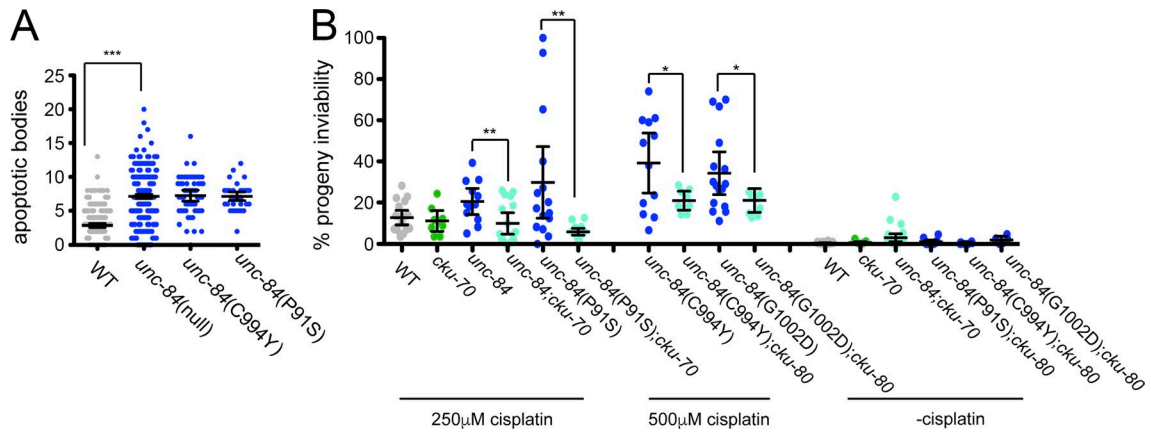 A
B
apoptotic bodies
25
20
15
10
5
0
***
WT
unc-84(null)
unc-84(C994Y)
unc-84(P91S)
% progeny inviability
100
80
60
40
20
0
**
**
*
*
WT
cku-70
unc-84
unc-84;cku-70
unc-84(P91S)
unc-84(P91S);cku-70
unc-84(C994Y)
unc-84(C994Y);cku-80
unc-84(G1002D)
unc-84(G1002D);cku-80
WT
cku-70
unc-84;cku-70
unc-84(P91S);cku-80
unc-84(C994Y);cku-80
unc-84(G1002D);cku-80
250µM cisplatin
500µM cisplatin
-cisplatin